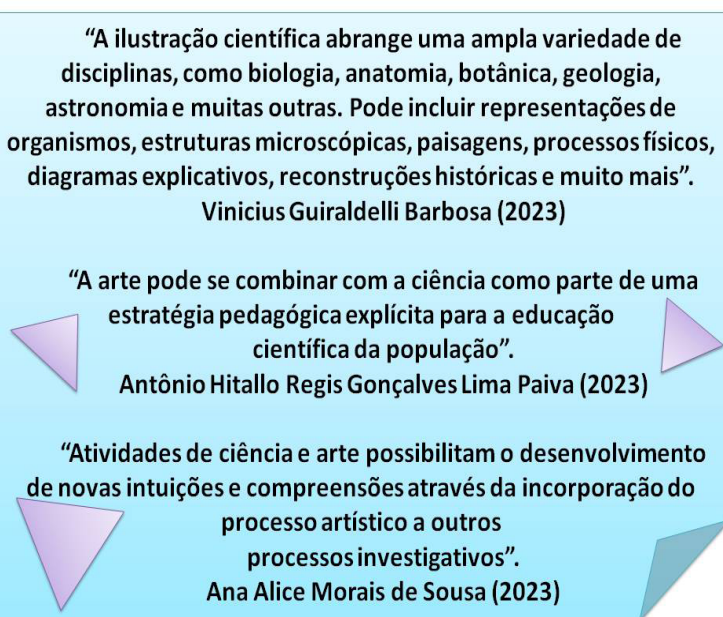 “A ilustração científica abrange uma ampla variedade de
disciplinas, como biologia, anatomia, botânica, geologia,
astronomia e muitas outras. Pode incluir representações de
organismos, estruturas microscópicas, paisagens, processos físicos,
diagramas explicativos, reconstruções históricas e muito mais”.
Vinicius Guiraldelli Barbosa (2023)
“A arte pode se combinar com a ciência como parte de uma
estratégia pedagógica explícita para a educação
científica da população”.
Antônio Hitallo Regis Gonçalves Lima Paiva (2023)
“Atividades de ciência e arte possibilitam o desenvolvimento
de novas intuições e compreensões através da incorporação do
processo artístico a outros
processos investigativos”.
Ana Alice Morais de Sousa (2023)